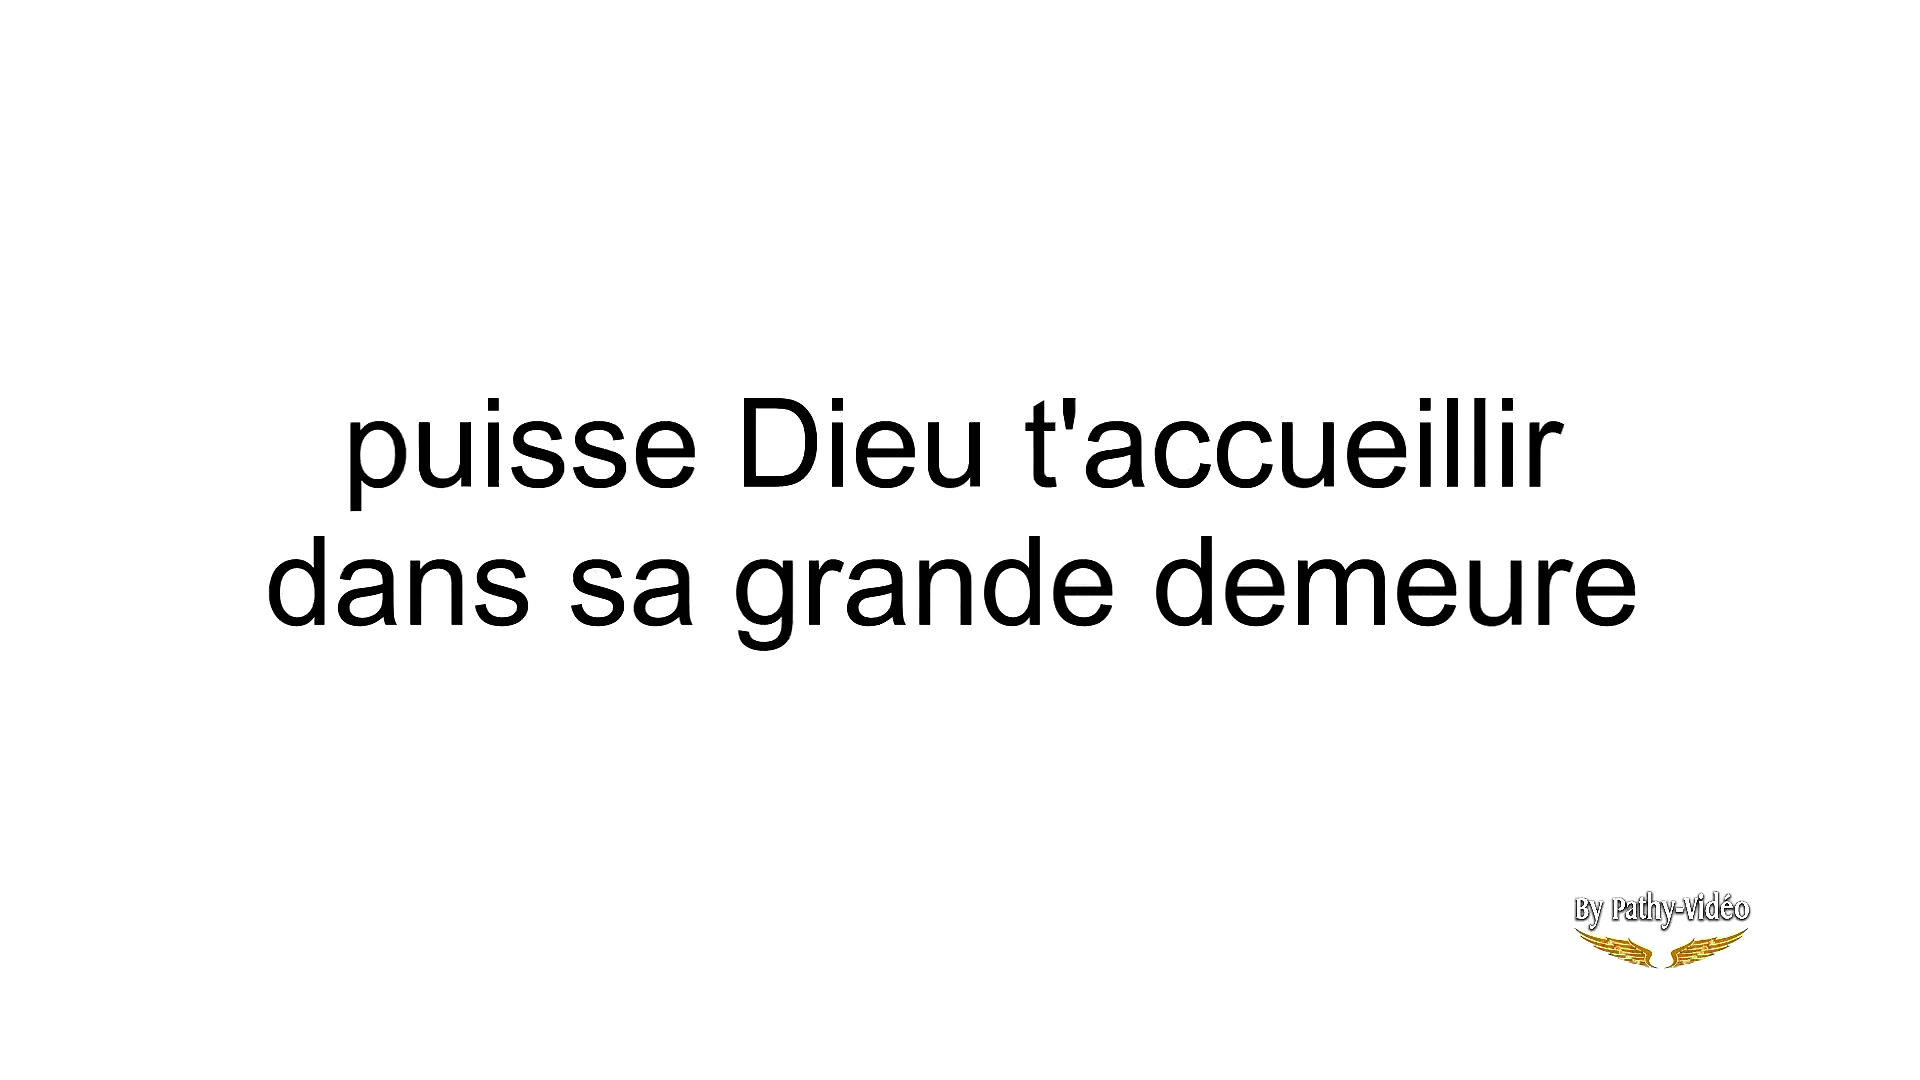 puisse Dieu t'accueillir
dans sa grande demeure
By Pathy-Vidéo